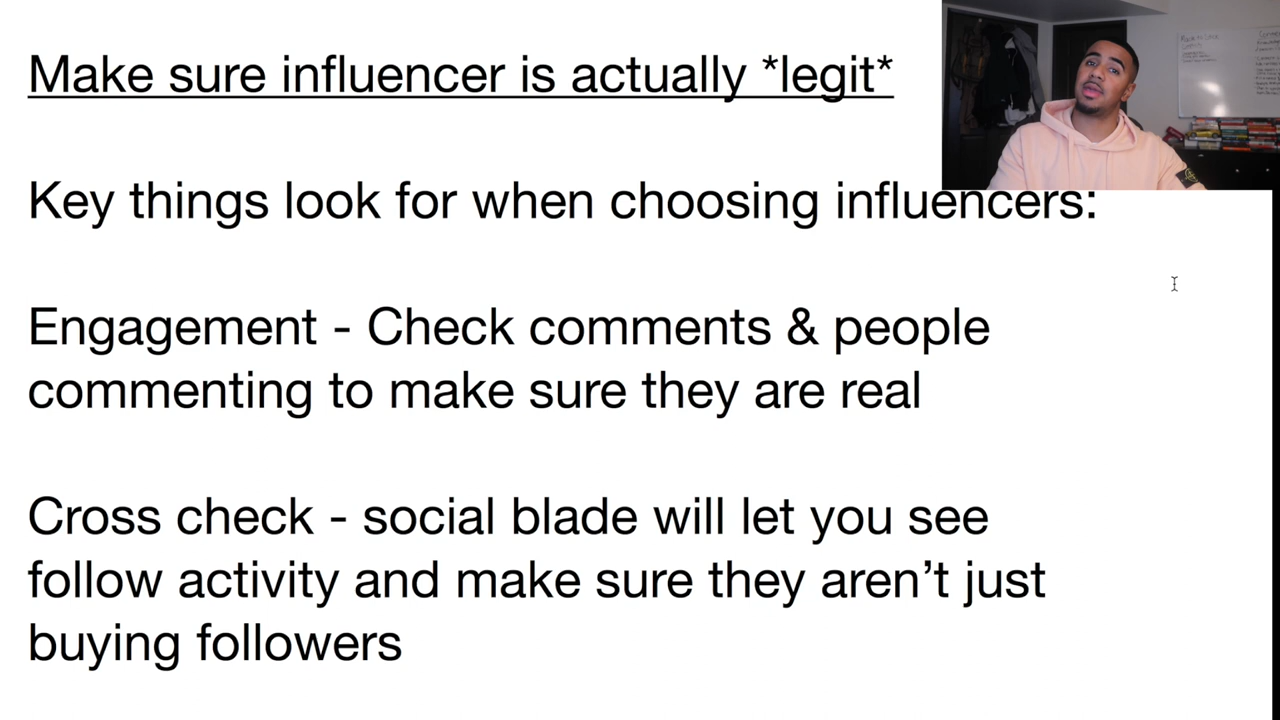 Make sure influencer is actually *legit*
Key things look for when choosing influencers:
Engagement - Check comments & people
commenting to make sure they are real
Cross check - social blade will let you see
follow activity and make sure they aren’t just
buying followers